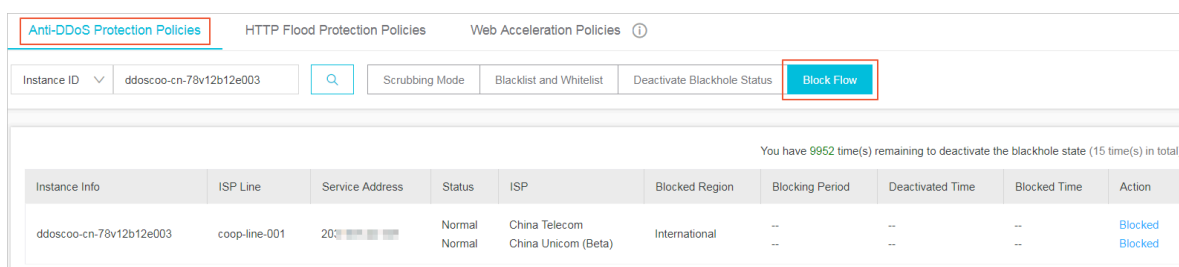 Anti-DDoS Protection Policies HTTP Flood Protection Policies Web Acceleration Policies
Instance ID ddoscoo-cn-78v12b12e003 Scrubbing Mode Blacklist and Whitelist Deactivate Blackhole Status Block Flow
You have 9952 time(s) remaining to deactivate the blackhole state (15 time(s) in total
Instance Info ISP Line Service Address Status ISP Blocked Region Blocking Period Deactivated Time Blocked Time Action
ddoscoo-cn-78v12b12e003 coop-line-001 203 Normal China Telecom International -- -- -- Blocked
Normal China Unicom (Beta) -- -- -- Blocked